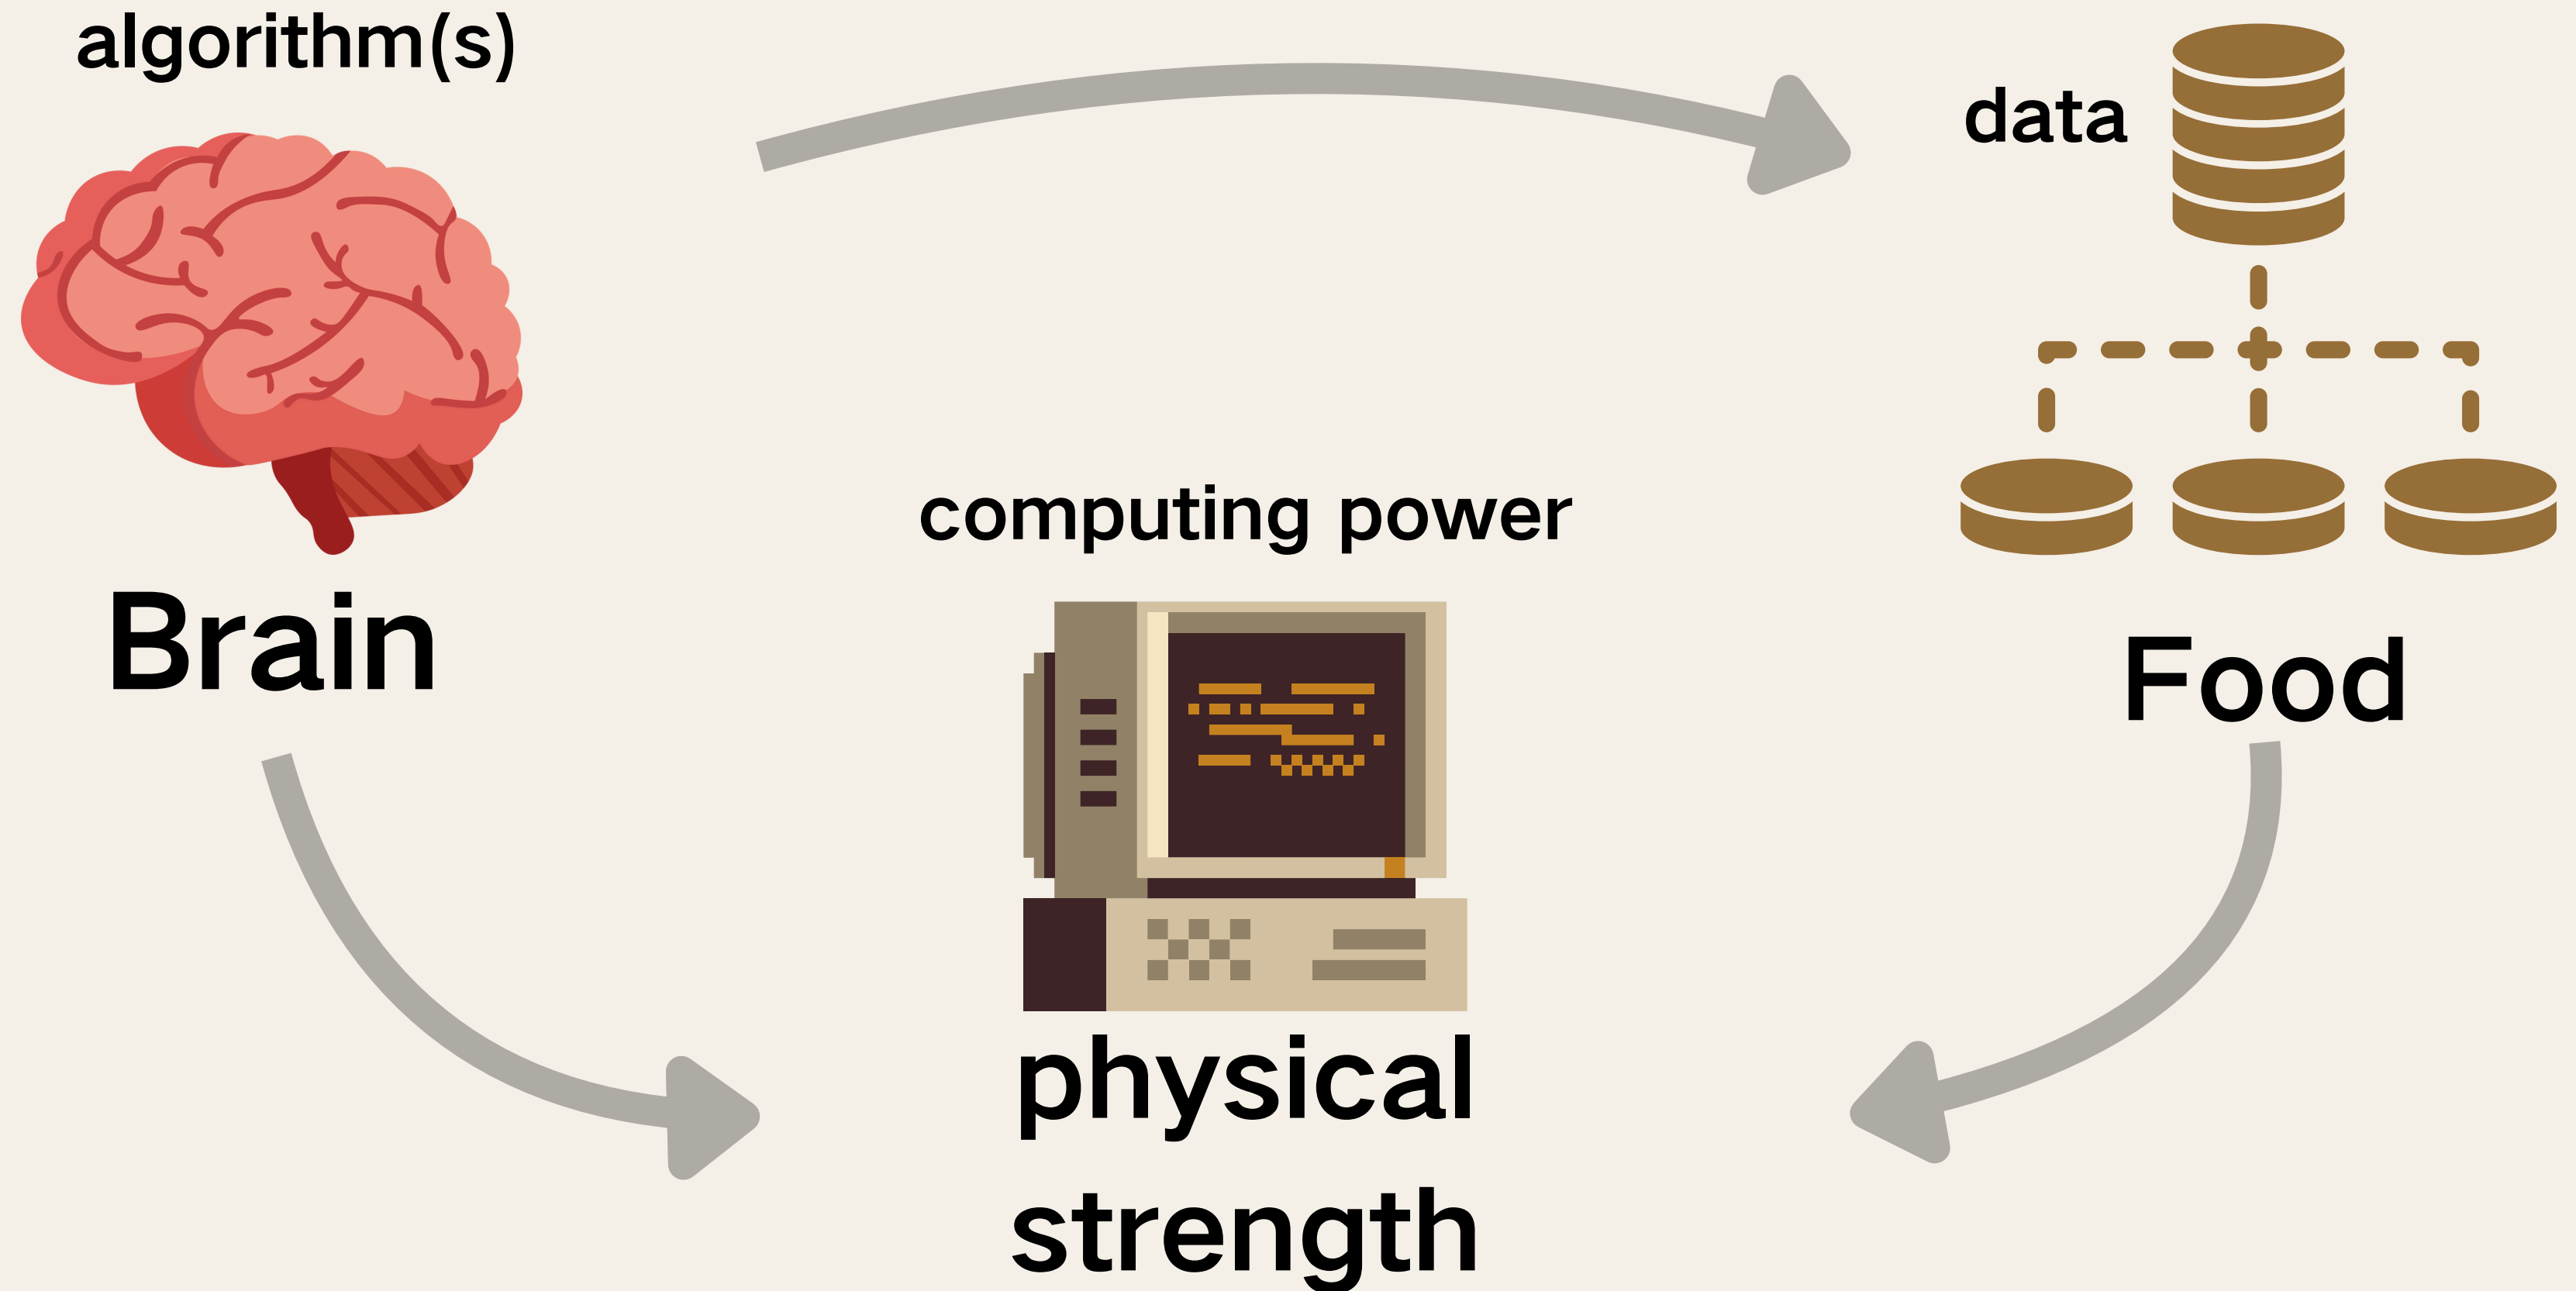 algorithm(s)
data
computing power
Brain
Food
physical
strength